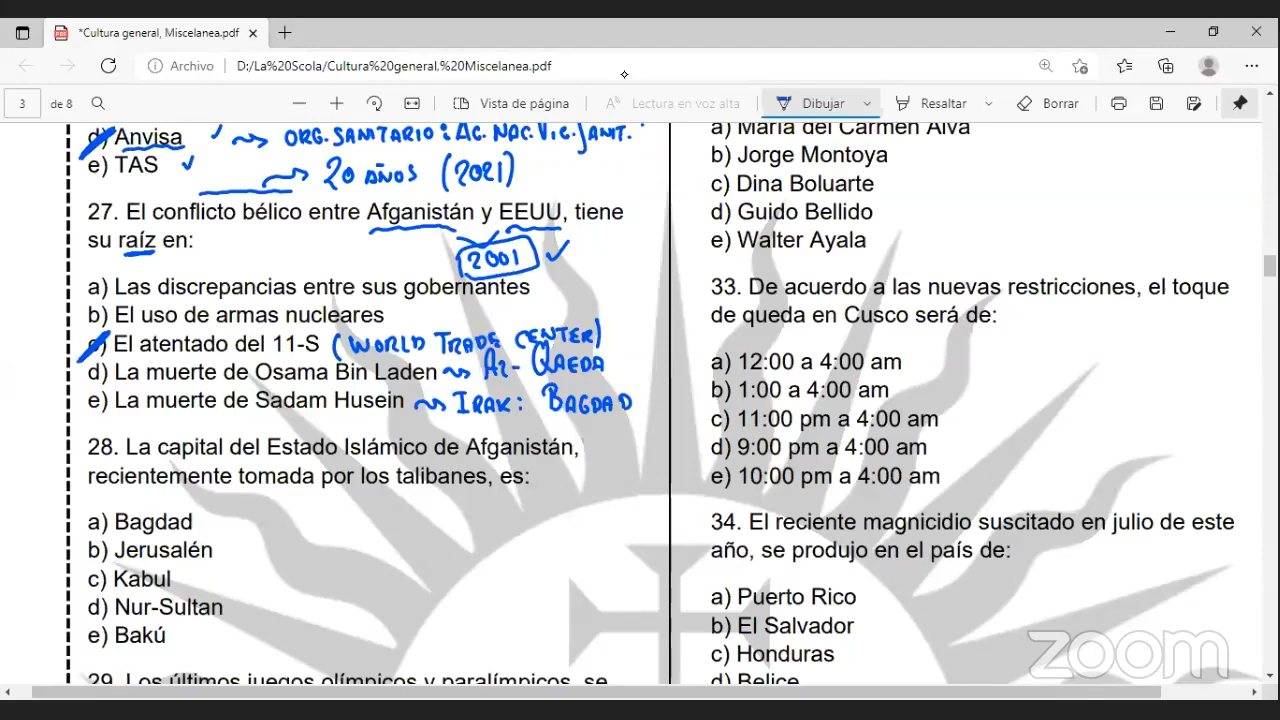 *Cultura general, Miscelanea.pdf
Archivo D:/La%20Scola/Cultura%20general,%20Miscelanea.pdf
3 de 8 Vista de página Lectura en voz alta Dibujar Resaltar Borrar
d) Anvisa ORG. SANITARIO: AG. NAC. VIG. SANIT.
e) TAS
20 AÑOS (2021)
27. El conflicto bélico entre Afganistán y EEUU, tiene
su raíz en:
2001
a) Las discrepancias entre sus gobernantes
b) El uso de armas nucleares
c) El atentado del 11-S (WORLD TRADE CENTER)
d) La muerte de Osama Bin Laden AL-QAEDA
e) La muerte de Sadam Husein IRAK: BAGDAD
28. La capital del Estado Islámico de Afganistán,
recientemente tomada por los talibanes, es:
a) Bagdad
b) Jerusalén
c) Kabul
d) Nur-Sultan
e) Bakú
29. Los últimos juegos olímpicos y paralímpicos, se
a) María del Carmen Alva
b) Jorge Montoya
c) Dina Boluarte
d) Guido Bellido
e) Walter Ayala
33. De acuerdo a las nuevas restricciones, el toque
de queda en Cusco será de:
a) 12:00 a 4:00 am
b) 1:00 a 4:00 am
c) 11:00 pm a 4:00 am
d) 9:00 pm a 4:00 am
e) 10:00 pm a 4:00 am
34. El reciente magnicidio suscitado en julio de este
año, se produjo en el país de:
a) Puerto Rico
b) El Salvador
c) Honduras
d) Belice
zoom